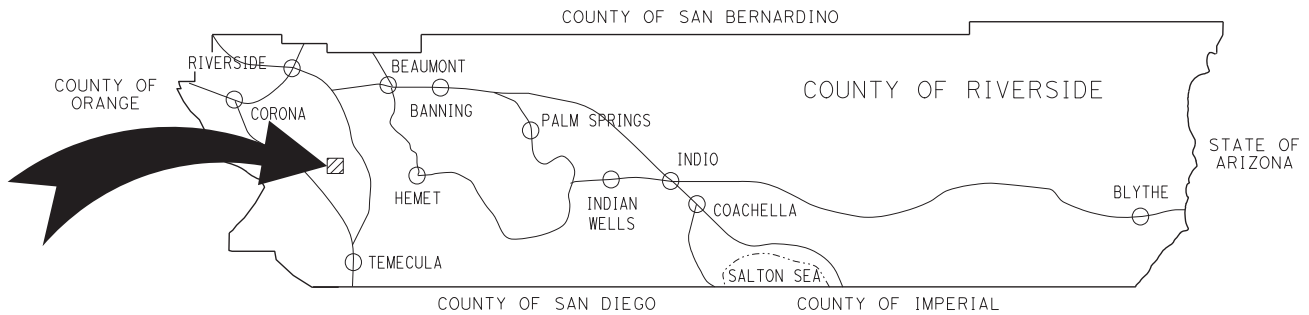 COUNTY OF SAN BERNARDINO
RIVERSIDE
BEAUMONT
COUNTY OF
ORANGE
COUNTY OF RIVERSIDE
CORONA
BANNING
PALM SPRINGS
STATE OF
ARIZONA
INDIO
HEMET
BLYTHE
INDIAN
WELLS
COACHELLA
TEMECULA
SALTON SEA
COUNTY OF SAN DIEGO
COUNTY OF IMPERIAL